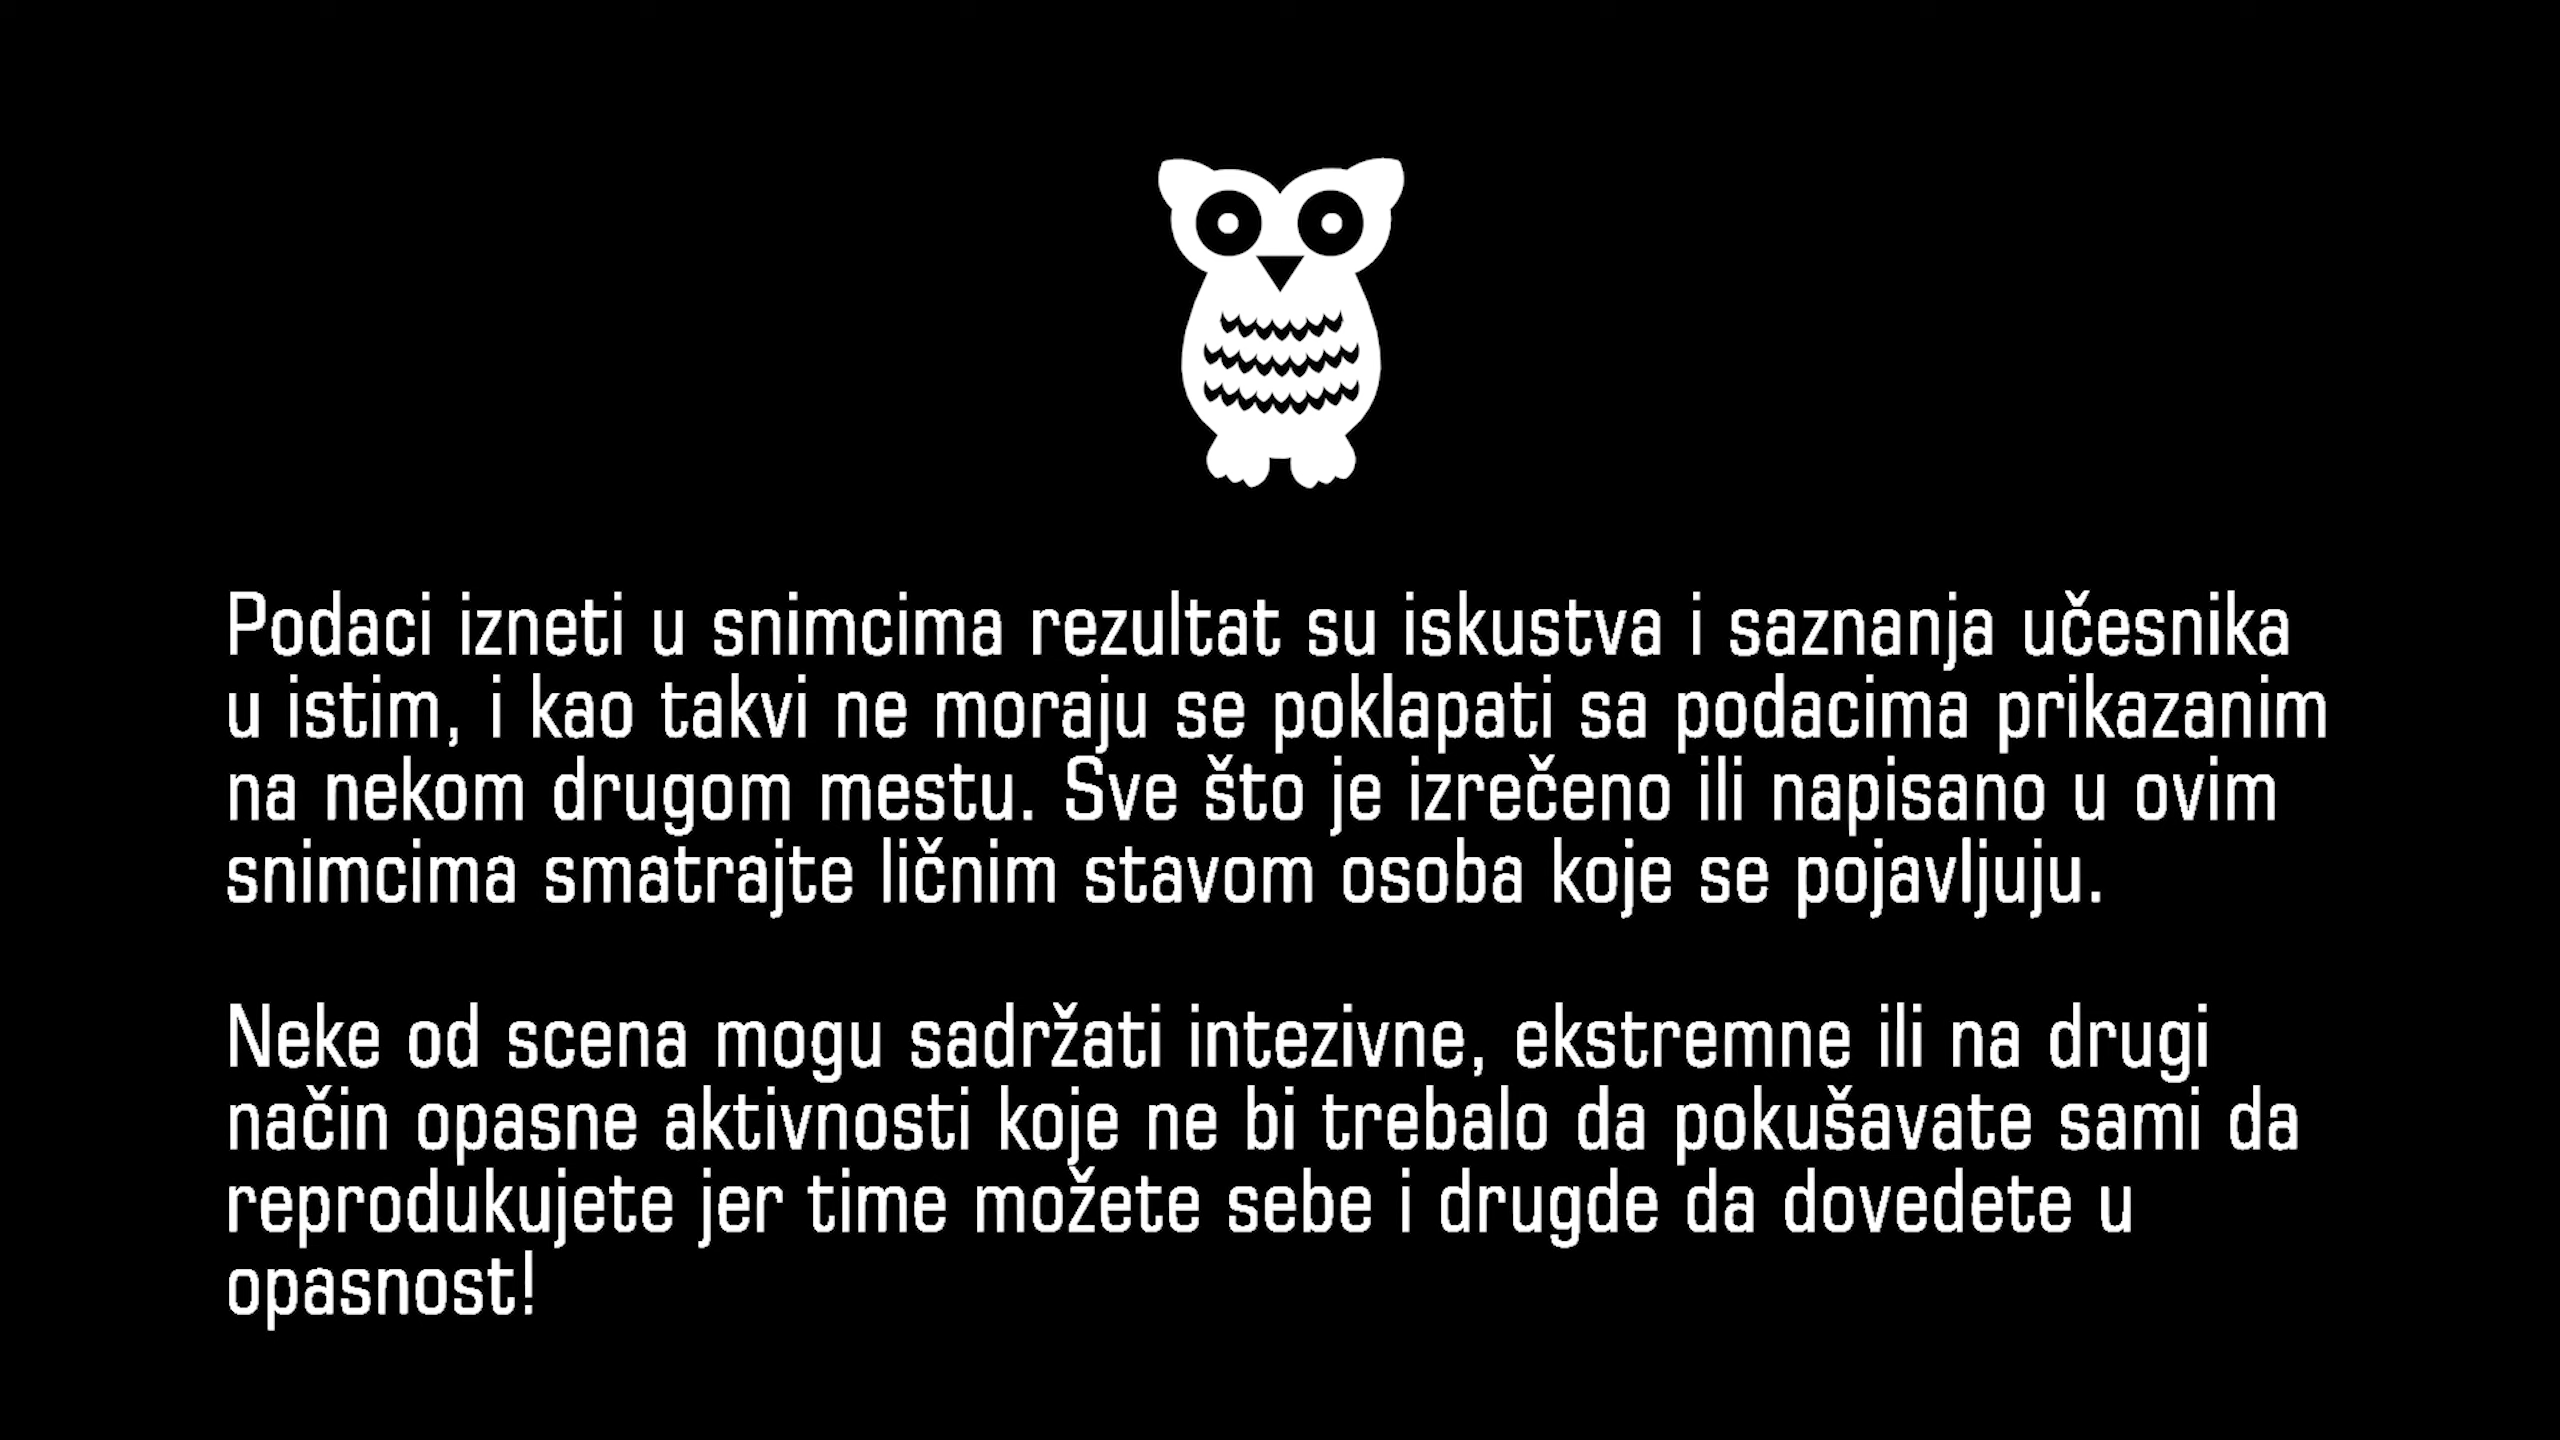 Podaci izneti u snimcima rezultat su iskustva i saznanja učesnika
u istim, i kao takvi ne moraju se poklapati sa podacima prikazanim
na nekom drugom mestu. Sve što je izrečeno ili napisano u ovim
snimcima smatrajte ličnim stavom osoba koje se pojavljuju.
Neke od scena mogu sadržati intezivne, ekstremne ili na drugi
način opasne aktivnosti koje ne bi trebalo da pokušavate sami da
reprodukujete jer time možete sebe i drugde da dovedete u
opasnost!